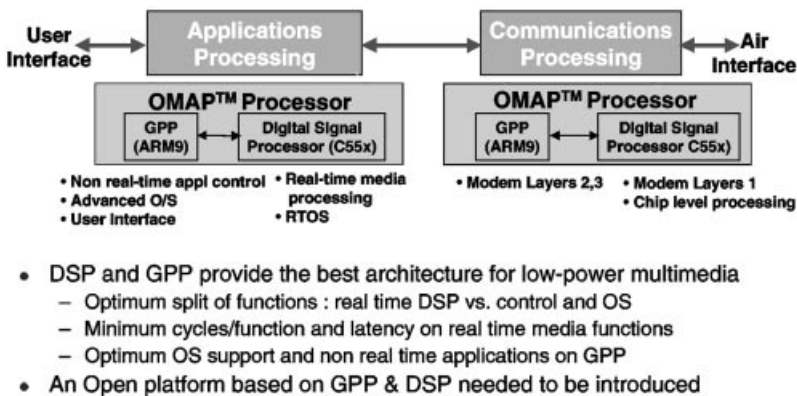 User
Interface
Applications
Processing
Communications
Processing
Air
Interface
OMAP™ Processor
GPP
(ARM9)
Digital Signal
Processor (C55x)
OMAP™ Processor
GPP
(ARM9)
Digital Signal
Processor C55x)
• Non real-time appl control
• Advanced O/S
• User Interface
• Real-time media
processing
• RTOS
• Modem Layers 2,3
• Modem Layers 1
• Chip level processing
• DSP and GPP provide the best architecture for low-power multimedia
– Optimum split of functions : real time DSP vs. control and OS
– Minimum cycles/function and latency on real time media functions
– Optimum OS support and non real time applications on GPP
• An Open platform based on GPP & DSP needed to be introduced